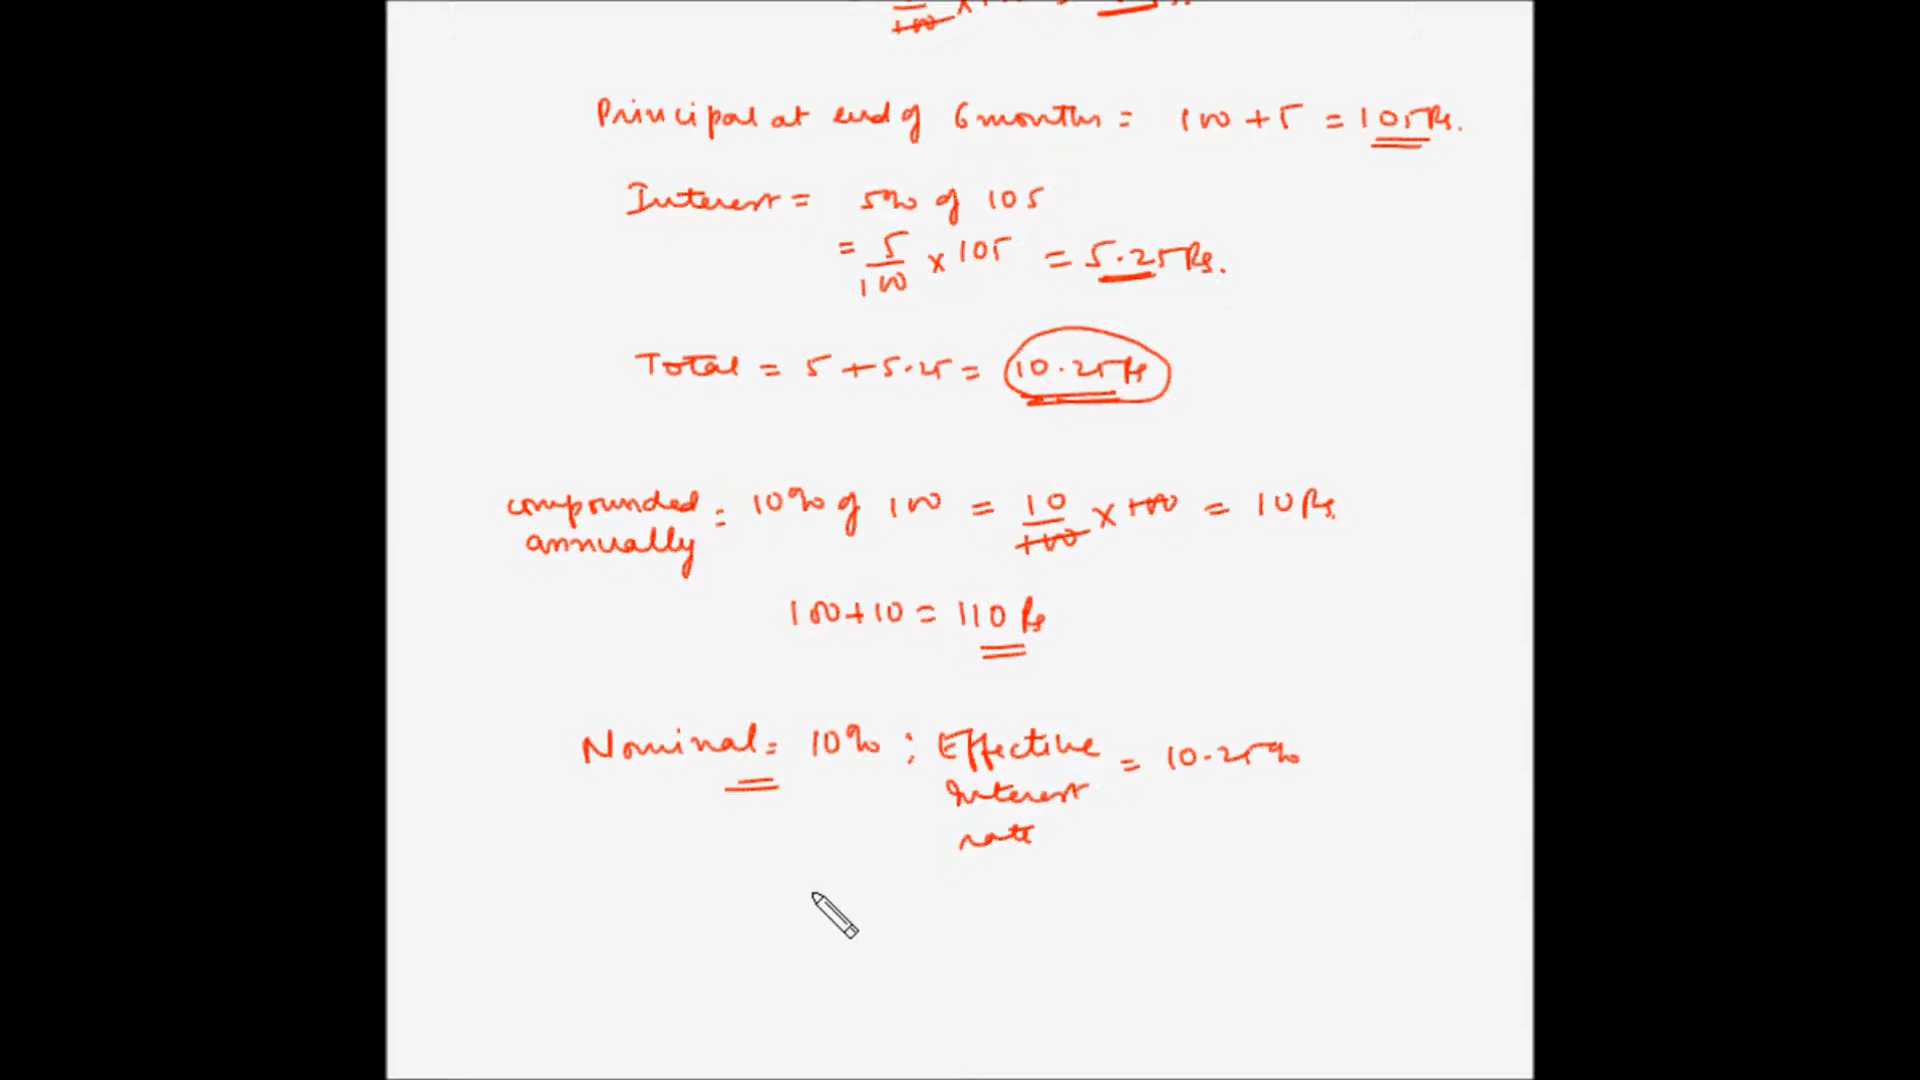 100
Principal at end of 6 months = 100 + 5 = 105 Rs.
Interest = 5% of 105
= 5/100 x 105 = 5.25 Rs.
Total = 5 + 5.25 = 10.25 Rs
compounded annually = 10% of 100 = 10/100 x 100 = 10 Rs.
100 + 10 = 110 Rs
Nominal = 10% ; Effective Interest rate = 10.25%